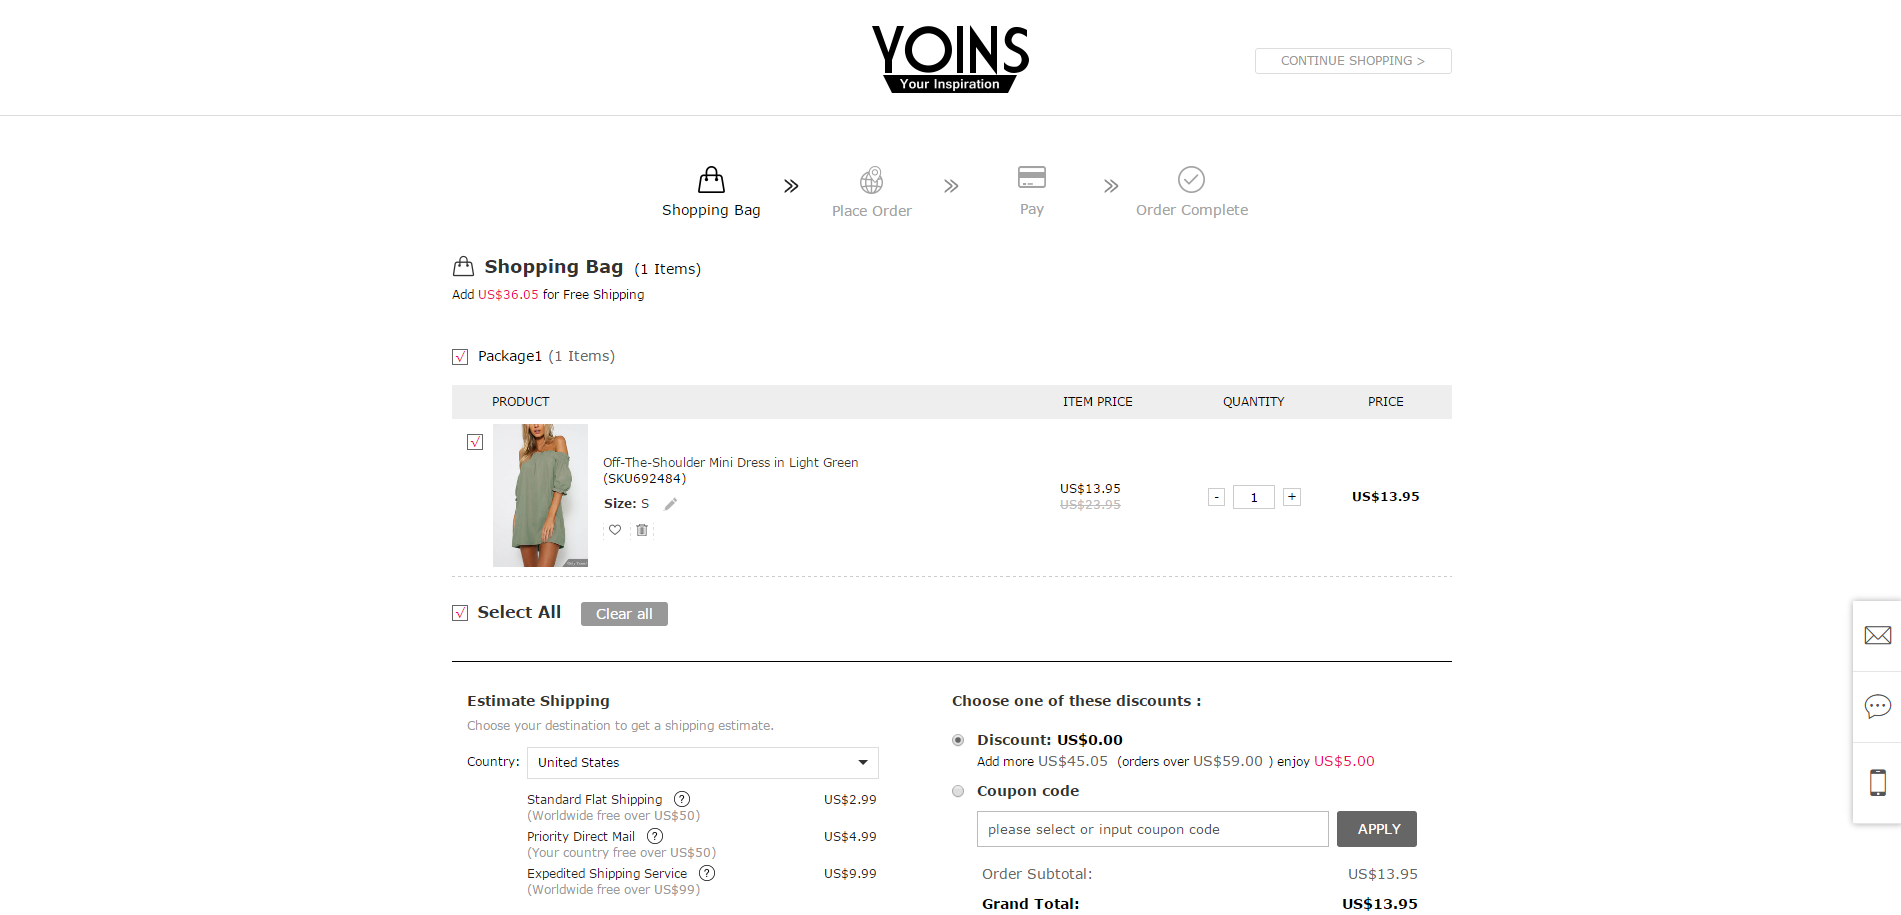 YOINS
Your Inspiration
CONTINUE SHOPPING >
Shopping Bag
Place Order
Pay
Order Complete
Shopping Bag (1 Items)
Add US$36.05 for Free Shipping
Package1 (1 Items)
PRODUCT ITEM PRICE QUANTITY PRICE
Off-The-Shoulder Mini Dress in Light Green
(SKU692484)
Size: S
US$13.95
US$23.95
- 1 +
US$13.95
Select All Clear all
Estimate Shipping
Choose your destination to get a shipping estimate.
Country: United States
Standard Flat Shipping ? US$2.99
(Worldwide free over US$50)
Priority Direct Mail ? US$4.99
(Your country free over US$50)
Expedited Shipping Service ? US$9.99
(Worldwide free over US$99)
Choose one of these discounts :
Discount: US$0.00
Add more US$45.05 (orders over US$59.00 ) enjoy US$5.00
Coupon code
please select or input coupon code APPLY
Order Subtotal: US$13.95
Grand Total: US$13.95